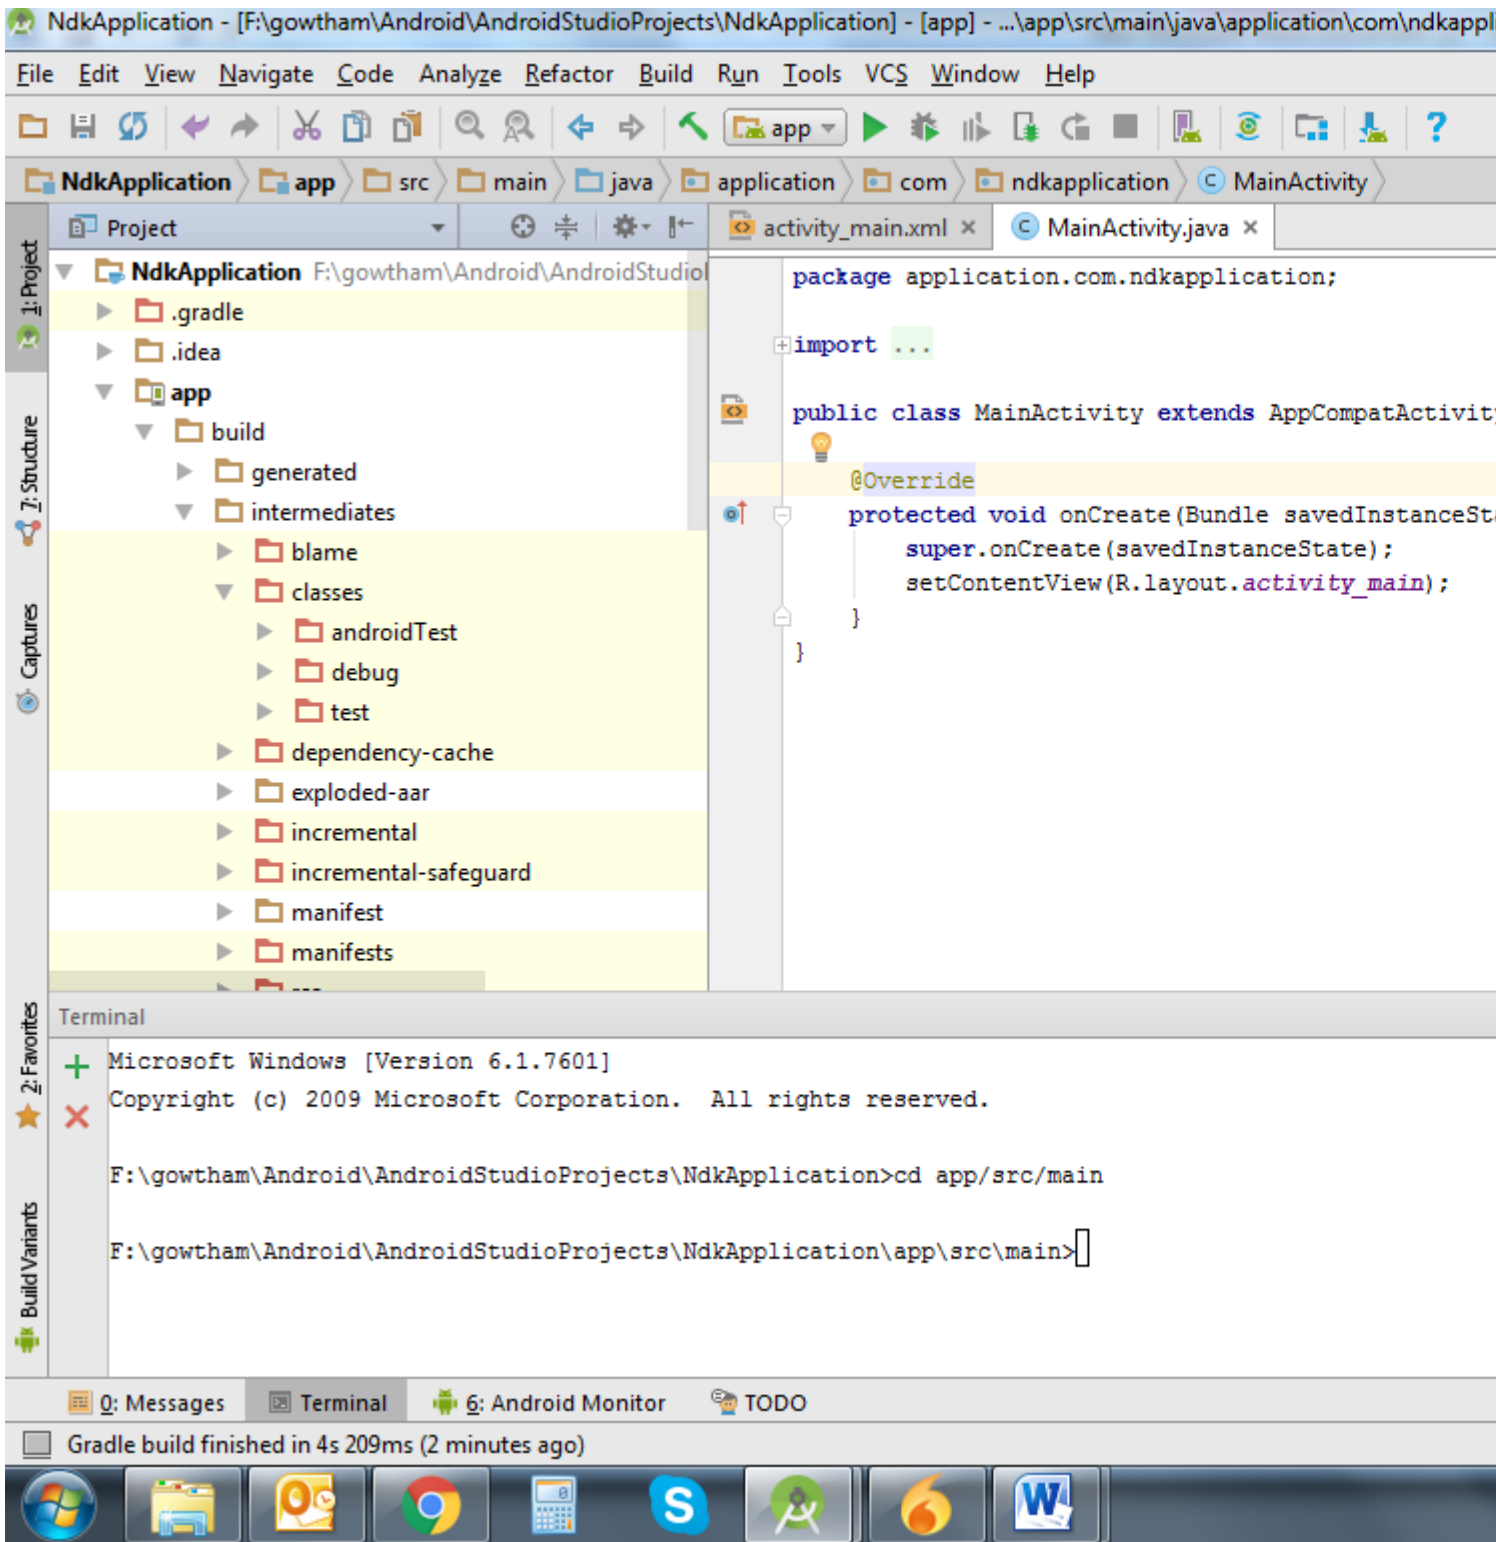 NdkApplication - [F:\gowtham\Android\AndroidStudioProjects\NdkApplication] - [app] - ...\app\src\main\java\application\com\ndkappli
File Edit View Navigate Code Analyze Refactor Build Run Tools VCS Window Help
app
NdkApplication app src main java application com ndkapplication MainActivity
Project
activity_main.xml MainActivity.java
1: Project
7: Structure
Captures
2: Favorites
Build Variants
NdkApplication F:\gowtham\Android\AndroidStudiol
.gradle
.idea
app
build
generated
intermediates
blame
classes
androidTest
debug
test
dependency-cache
exploded-aar
incremental
incremental-safeguard
manifest
manifests
package application.com.ndkapplication;
import ...
public class MainActivity extends AppCompatActivity
@Override
protected void onCreate(Bundle savedInstanceSta
super.onCreate(savedInstanceState);
setContentView(R.layout.activity_main);
}
}
Terminal
Microsoft Windows [Version 6.1.7601]
Copyright (c) 2009 Microsoft Corporation.  All rights reserved.
F:\gowtham\Android\AndroidStudioProjects\NdkApplication>cd app/src/main
F:\gowtham\Android\AndroidStudioProjects\NdkApplication\app\src\main>
0: Messages Terminal 6: Android Monitor TODO
Gradle build finished in 4s 209ms (2 minutes ago)